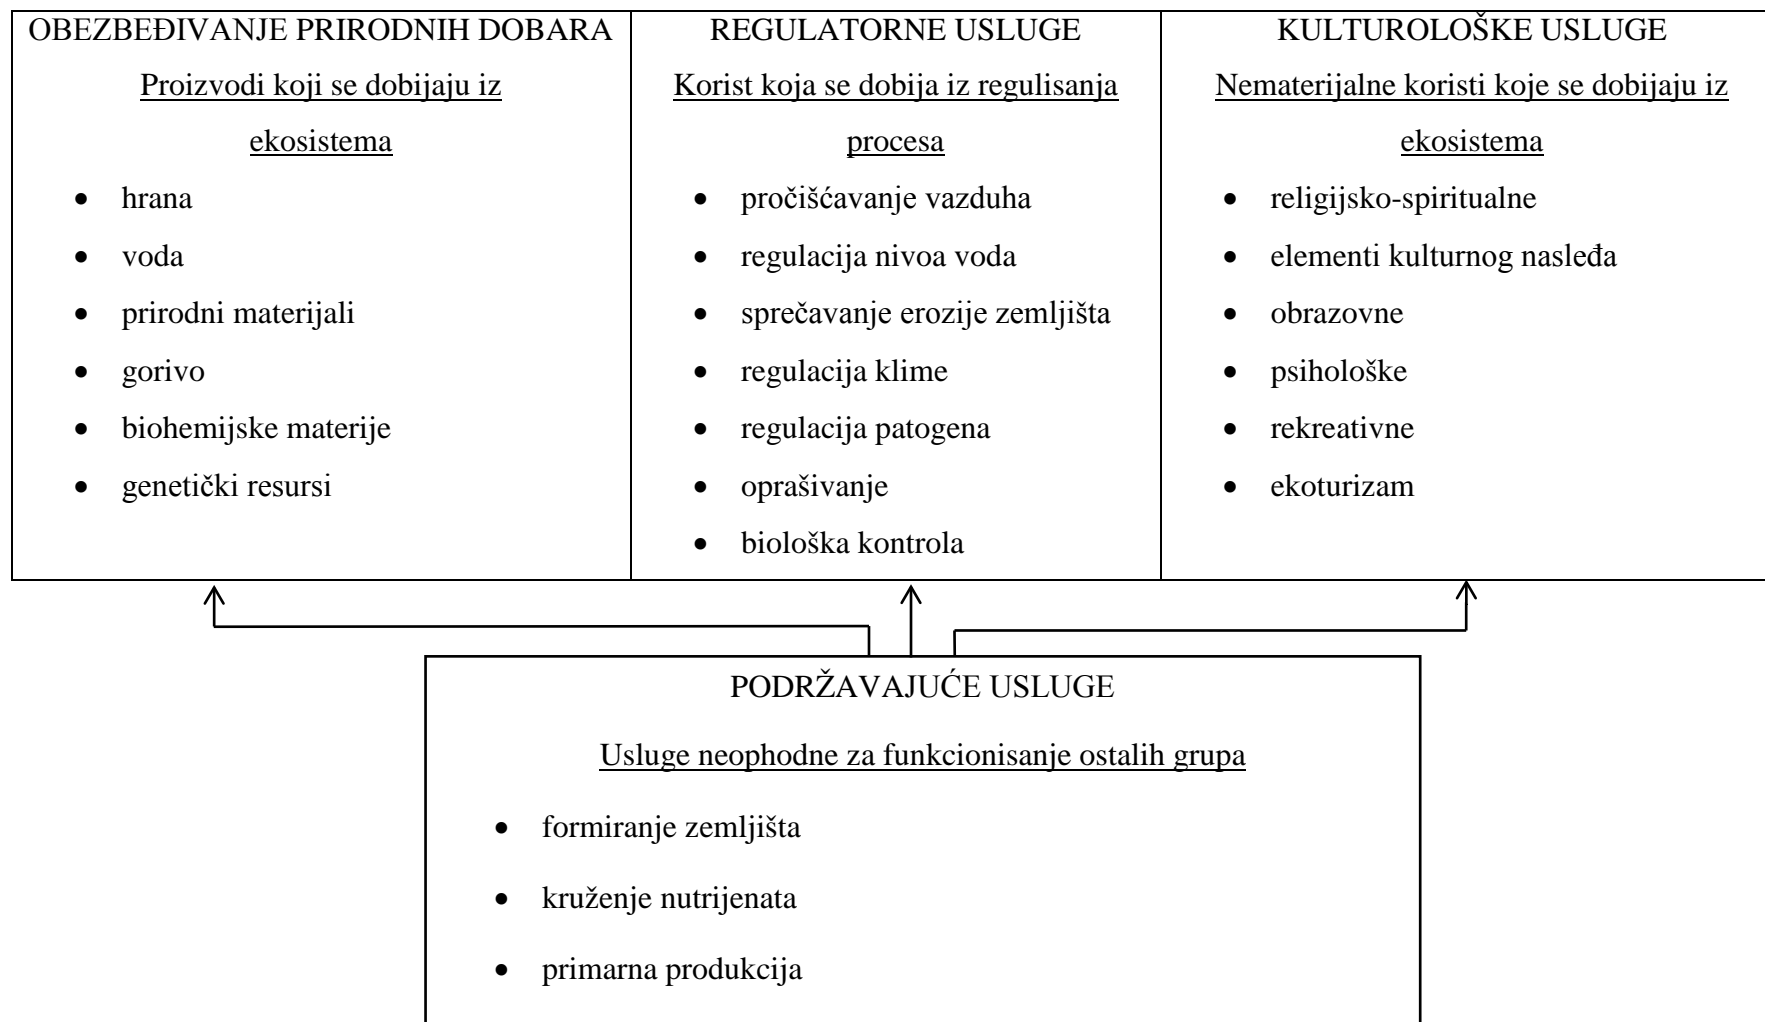 OBEZBEĐIVANJE PRIRODNIH DOBARA
Proizvodi koji se dobijaju iz
ekosistema
• hrana
• voda
• prirodni materijali
• gorivo
• biohemijske materije
• genetički resursi
REGULATORNE USLUGE
Korist koja se dobija iz regulisanja
procesa
• pročišćavanje vazduha
• regulacija nivoa voda
• sprečavanje erozije zemljišta
• regulacija klime
• regulacija patogena
• oprašivanje
• biološka kontrola
KULTUROLOŠKE USLUGE
Nematerijalne koristi koje se dobijaju iz
ekosistema
• religijsko-spiritualne
• elementi kulturnog nasleđa
• obrazovne
• psihološke
• rekreativne
• ekoturizam
PODRŽAVAJUĆE USLUGE
Usluge neophodne za funkcionisanje ostalih grupa
• formiranje zemljišta
• kruženje nutrijenata
• primarna produkcija